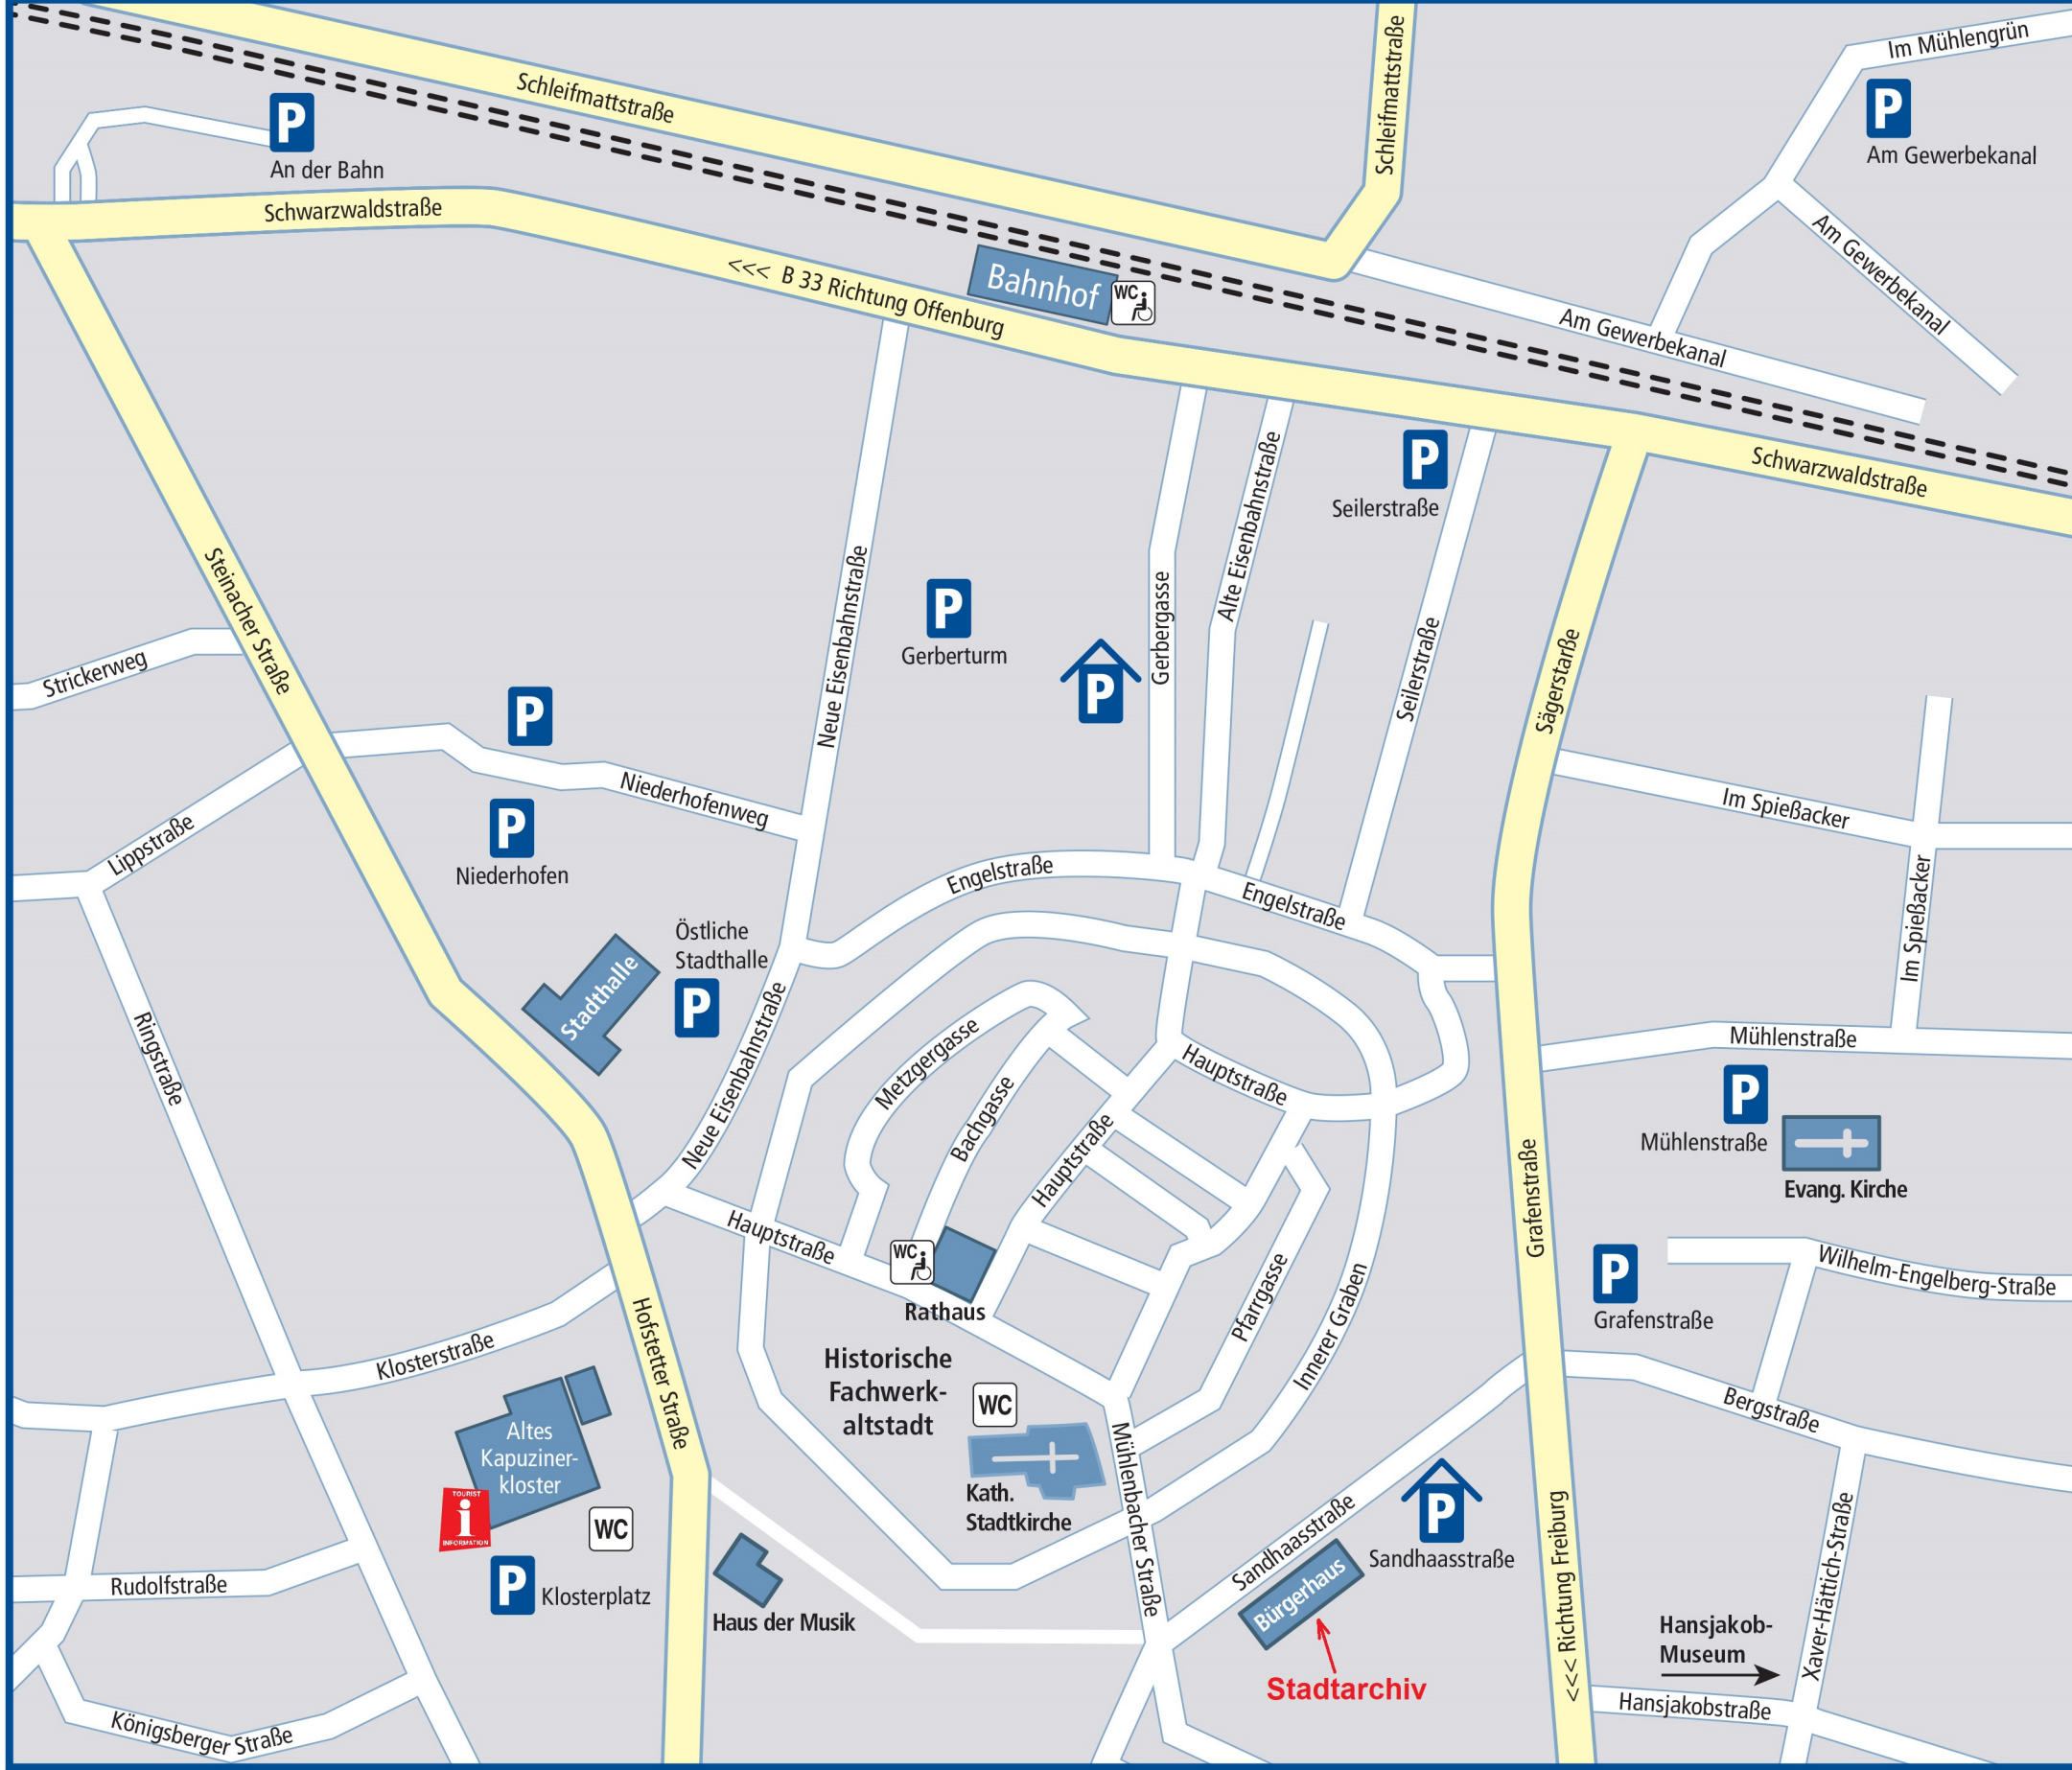 Schleifmattstraße
Schleifmattstraße
Im Mühlengrün
P
Am Gewerbekanal
P
An der Bahn
Schwarzwaldstraße
Am Gewerbekanal
<<< B 33 Richtung Offenburg
Bahnhof
WC
Am Gewerbekanal
Schwarzwaldstraße
P
Seilerstraße
Steinacher Straße
Strickerweg
Neue Eisenbahnstraße
P
Gerberturm
P
Gerbergasse
Alte Eisenbahnstraße
Seilerstraße
Sägerstarße
P
Niederhofenweg
P
Niederhofen
Lippstraße
Im Spießacker
Im Spießacker
Engelstraße
Engelstraße
Östliche
Stadthalle
P
Stadthalle
Ringstraße
Neue Eisenbahnstraße
Metzgergasse
Bachgasse
Hauptstraße
Hauptstraße
Hauptstraße
Mühlenstraße
P
Mühlenstraße
Evang. Kirche
Grafenstraße
P
Grafenstraße
Wilhelm-Engelberg-Straße
WC
Rathaus
Pfarrgasse
Innerer Graben
Hofstetter Straße
Klosterstraße
Historische
Fachwerk-
altstadt
WC
Kath.
Stadtkirche
Mühlenbacher Straße
Bergstraße
Altes
Kapuziner-
kloster
TOURIST
i
INFORMATION
WC
P
Klosterplatz
Rudolfstraße
Haus der Musik
Sandhaasstraße
P
Sandhaasstraße
Bürgerhaus
Stadtarchiv
<<< Richtung Freiburg
Xaver-Hättich-Straße
Hansjakob-
Museum
Hansjakobstraße
Königsberger Straße